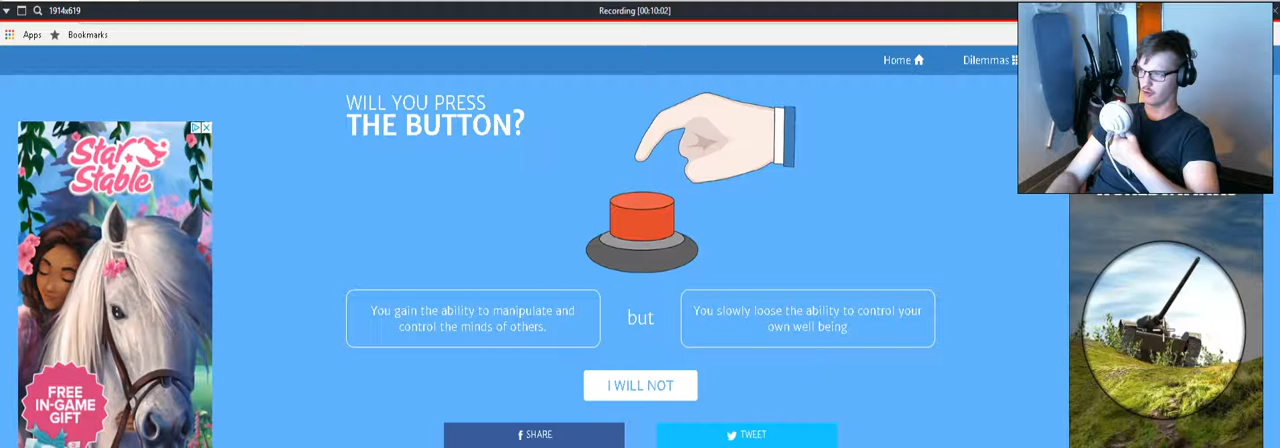 1914x619
Recording [00:10:02]
Apps Bookmarks
Home Dilemmas
WILL YOU PRESS
THE BUTTON?
Star
Stable
You gain the ability to manipulate and
control the minds of others.
but
You slowly loose the ability to control your
own well being
I WILL NOT
FREE
IN-GAME
GIFT
SHARE
TWEET